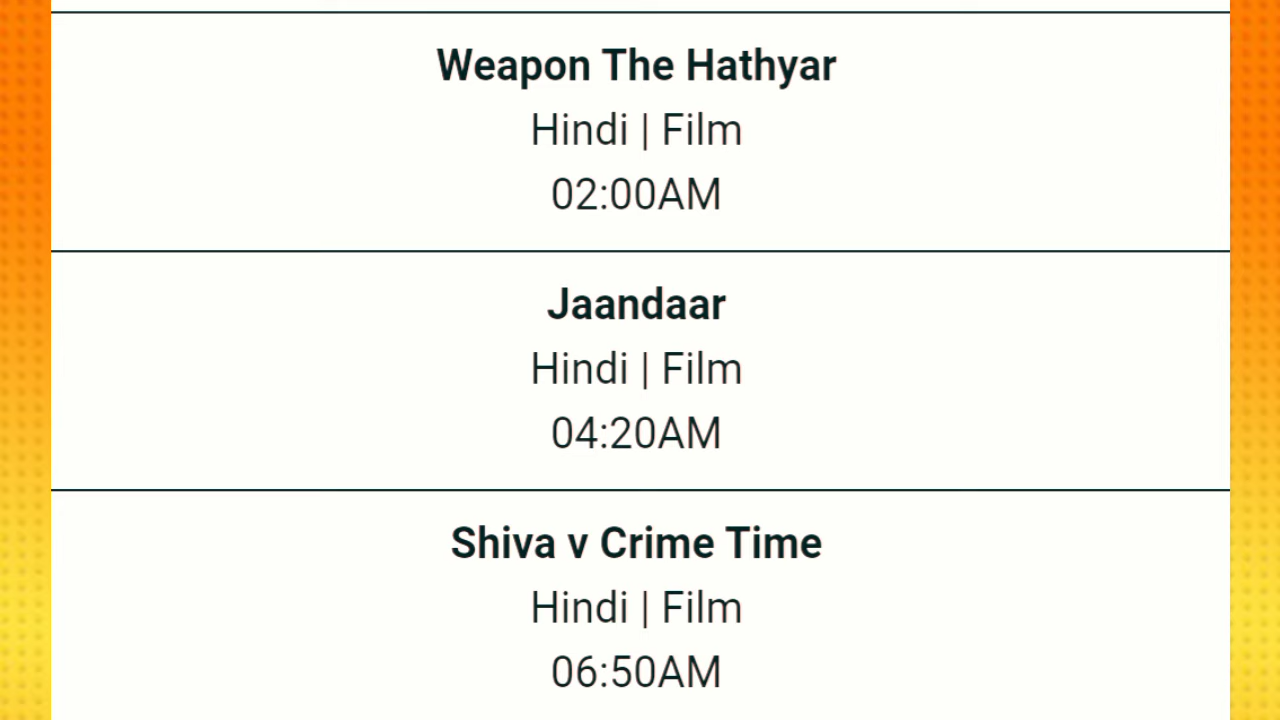 Weapon The Hathyar
Hindi | Film
02:00AM
Jaandaar
Hindi | Film
04:20AM
Shiva v Crime Time
Hindi | Film
06:50AM